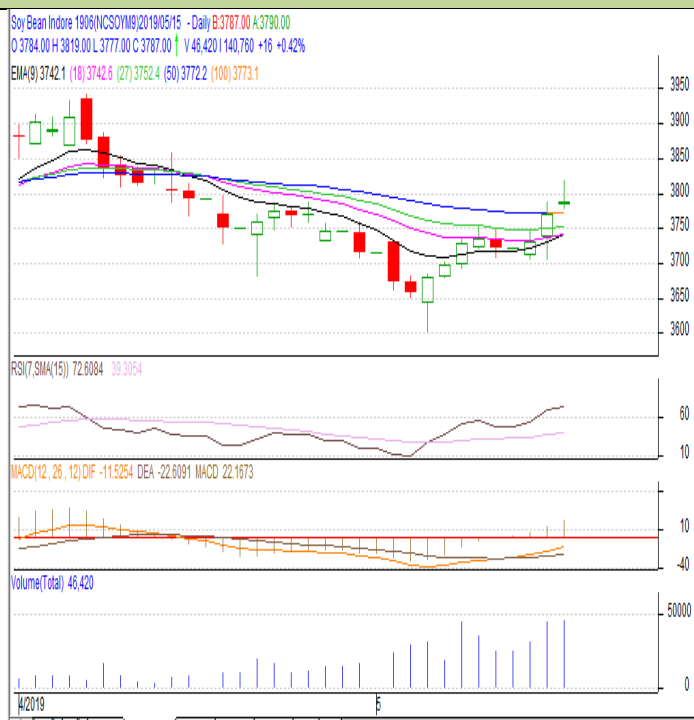 Soy Bean Indore 1906(NCSOYM9)2019/05/15 - Daily B:3787.00 A:3790.00
O 3784.00 H 3819.00 L 3777.00 C 3787.00 V 46,420 I 140,760 +16 +0.42%
EMA(9) 3742.1 (18) 3742.6 (27) 3752.4 (50) 3772.2 (100) 3773.1
3950
3900
3850
3800
3750
3700
3650
3600
RSI(7,SMA(15)) 72.6084 39.3054
60
10
MACD(12 , 26 , 12) DIF -11.5254 DEA -22.6091 MACD 22.1673
10
-40
Volume(Total) 46,420
50000
0
4/2019 5